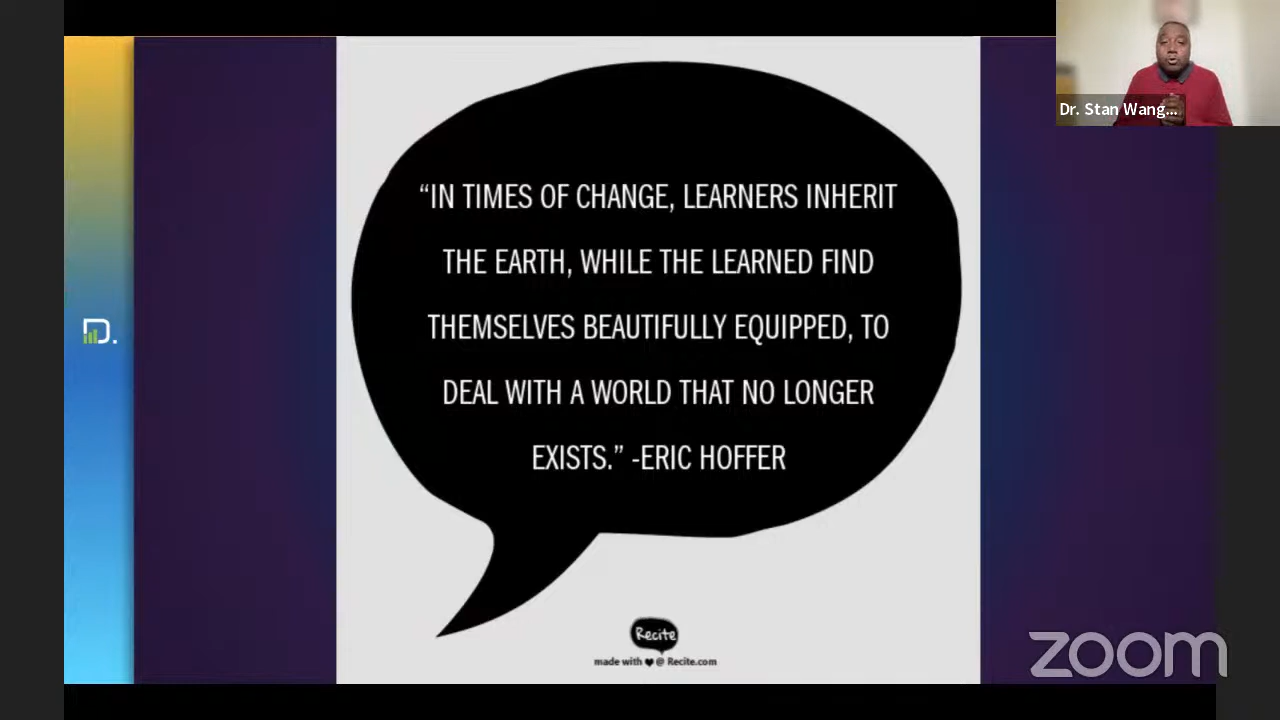 Dr. Stan Wang...
“IN TIMES OF CHANGE, LEARNERS INHERIT
THE EARTH, WHILE THE LEARNED FIND
THEMSELVES BEAUTIFULLY EQUIPPED, TO
DEAL WITH A WORLD THAT NO LONGER
EXISTS.” -ERIC HOFFER
D.
Recite
made with ♥ @ Recite.com
zoom